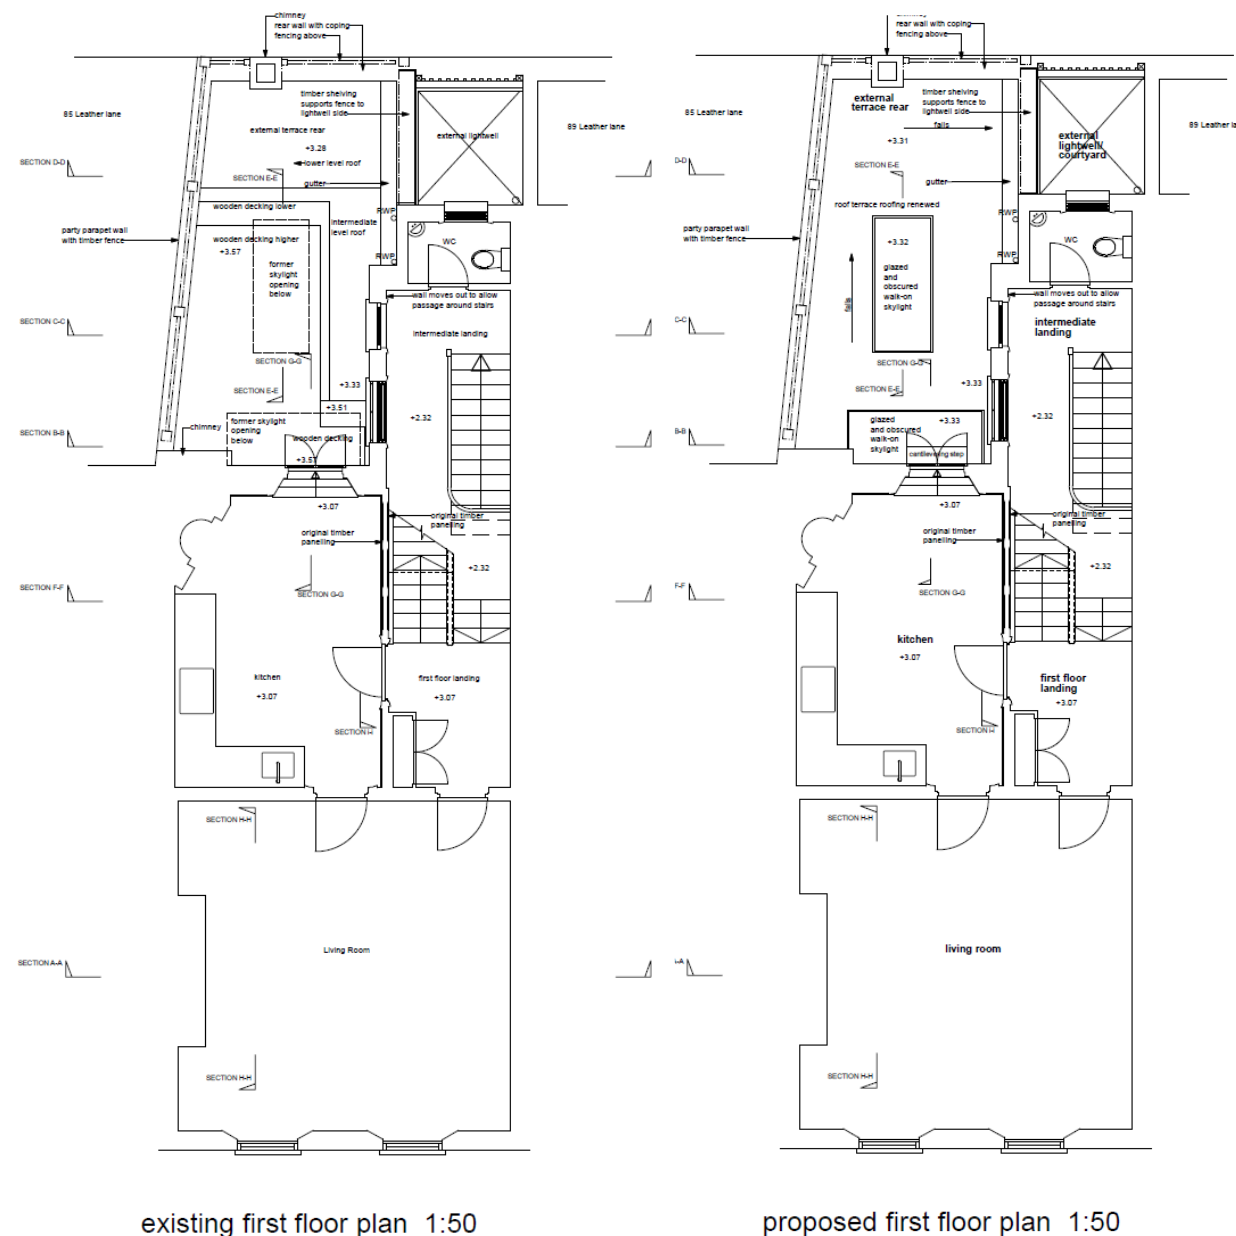 chimney
rear wall with coping
fencing above
timber shelving
supports fence to
lightwell side
85 Leather lane
external terrace rear
external lightwell
89 Leather lane
+3.28
lower level roof
SECTION D-D
SECTION E-E
gutter
wooden decking lower
RWP
intermediate
level roof
party parapet wall
with timber fence
wooden decking higher
+3.57
WC
RWP
former
skylight
opening
below
wall moves out to allow
passage around stairs
SECTION C-C
intermediate landing
SECTION G-G
SECTION E-E
+3.33
+3.51
+2.32
former skylight
opening
below
chimney
SECTION B-B
wooden decking
+3.57
+3.07
original timber
panelling
original timber
panelling
+2.32
SECTION F-F
SECTION G-G
kitchen
+3.07
first floor landing
+3.07
SECTION I-I
SECTION H-H
Living Room
SECTION A-A
SECTION H-H
existing first floor plan 1:50
chimney
rear wall with coping
fencing above
external
terrace rear
timber shelving
supports fence to
lightwell side
85 Leather lane
falls
89 Leather la
+3.31
external
lightwell/
courtyard
D-D
SECTION E-E
gutter
roof terrace roofing renewed
RWP
party parapet wall
with timber fence
+3.32
WC
RWP
glazed
and
obscured
walk-on
skylight
falls
wall moves out to allow
passage around stairs
C-C
intermediate
landing
SECTION G-G
SECTION E-E
+3.33
+2.32
glazed
and obscured
walk-on
skylight
+3.33
B-B
cantilevering step
+3.07
original timber
panelling
original timber
panelling
+2.32
F-F
SECTION G-G
kitchen
+3.07
first floor
landing
+3.07
SECTION I-I
SECTION H-H
living room
-A
SECTION H-H
proposed first floor plan 1:50